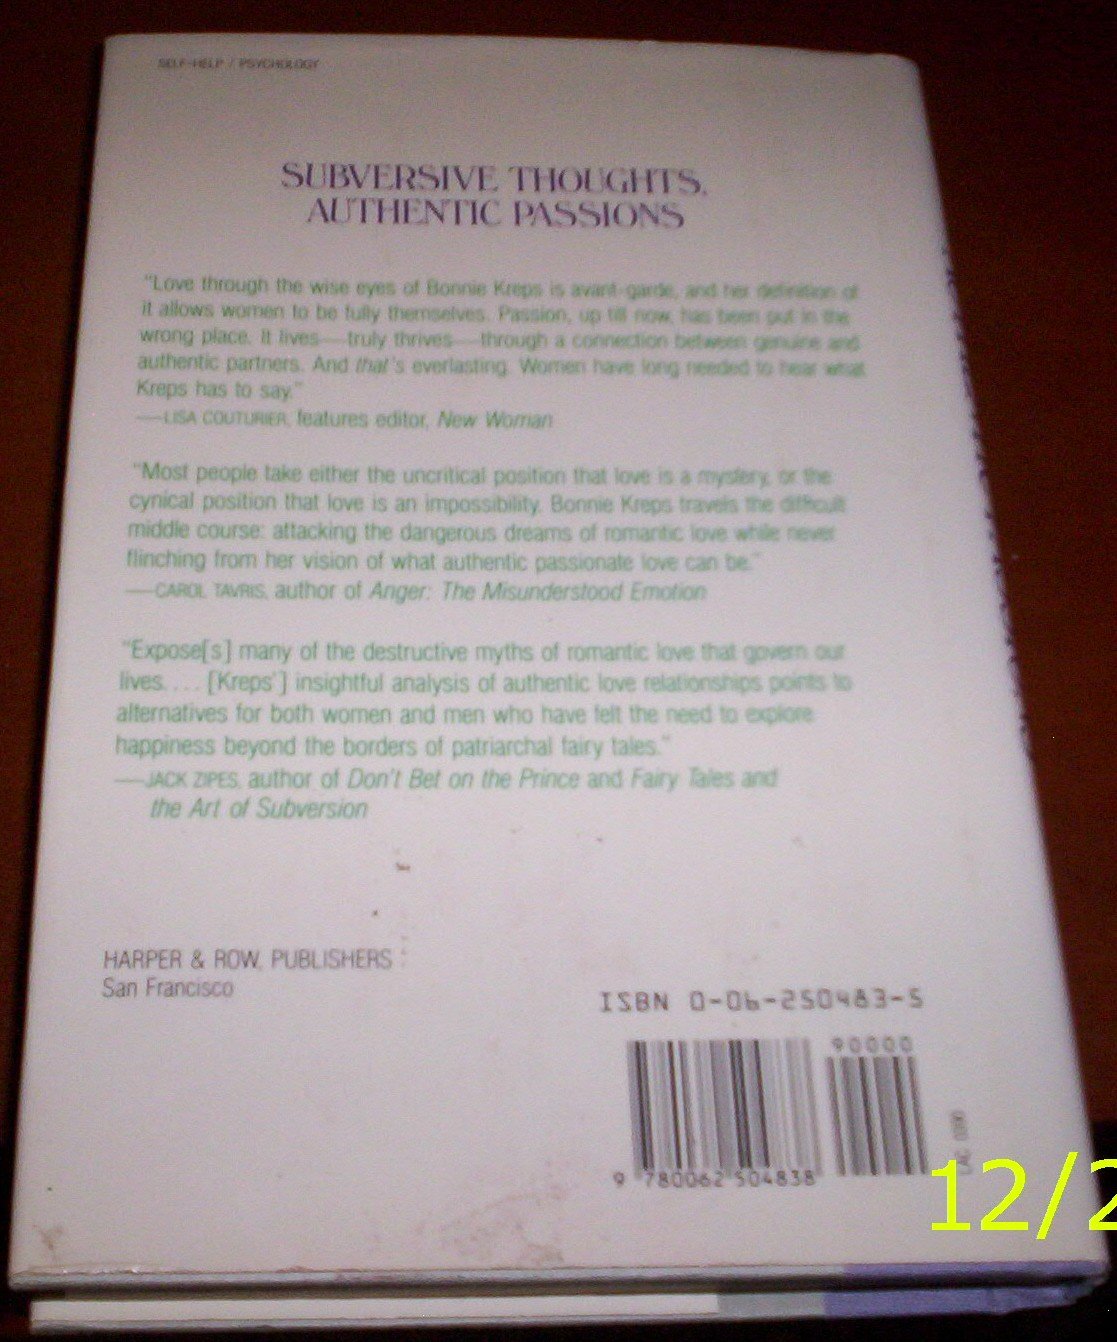 SELF-HELP / PSYCHOLOGY
SUBVERSIVE THOUGHTS,
AUTHENTIC PASSIONS
"Love through the wise eyes of Bonnie Kreps is avant-garde, and her definition of
it allows women to be fully themselves. Passion, up till now, has been put in the
wrong place. It lives—truly thrives—through a connection between genuine and
authentic partners. And that's everlasting. Women have long needed to hear what
Kreps has to say."
—LISA COUTURIER, features editor, New Woman
"Most people take either the uncritical position that love is a mystery, or the
cynical position that love is an impossibility. Bonnie Kreps travels the difficult
middle course: attacking the dangerous dreams of romantic love while never
flinching from her vision of what authentic passionate love can be."
—CAROL TAVRIS, author of Anger: The Misunderstood Emotion
"Expose[s] many of the destructive myths of romantic love that govern our
lives. . . . [Kreps'] insightful analysis of authentic love relationships points to
alternatives for both women and men who have felt the need to explore
happiness beyond the borders of patriarchal fairy tales."
—JACK ZIPES, author of Don't Bet on the Prince and Fairy Tales and
the Art of Subversion
HARPER & ROW, PUBLISHERS
San Francisco
ISBN 0-06-250483-5
90000
9 780062 504838
12/2